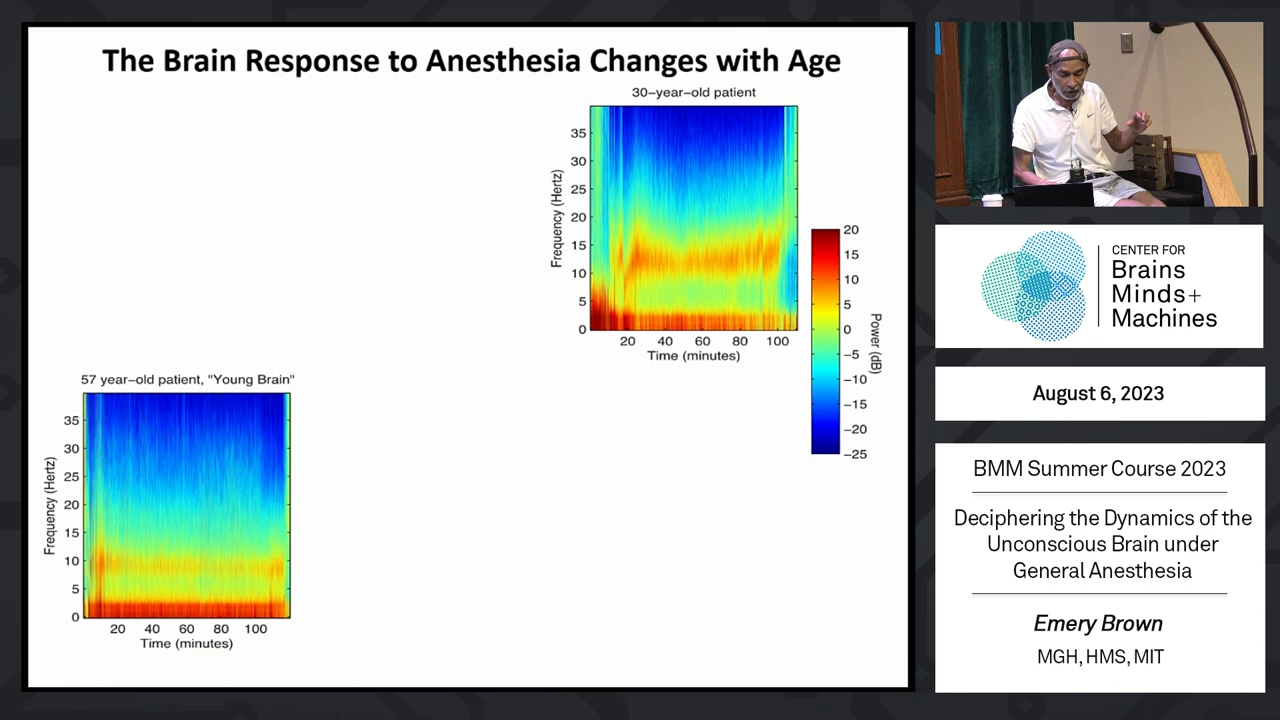 The Brain Response to Anesthesia Changes with Age
30-year-old patient
Frequency (Hertz)
35
30
25
20
15
10
5
0
20 40 60 80 100
Time (minutes)
20
15
10
5
0
-5
-10
-15
-20
-25
Power (dB)
57 year-old patient, "Young Brain"
Frequency (Hertz)
35
30
25
20
15
10
5
0
20 40 60 80 100
Time (minutes)
CENTER FOR
Brains
Minds+
Machines
August 6, 2023
BMM Summer Course 2023
Deciphering the Dynamics of the
Unconscious Brain under
General Anesthesia
Emery Brown
MGH, HMS, MIT